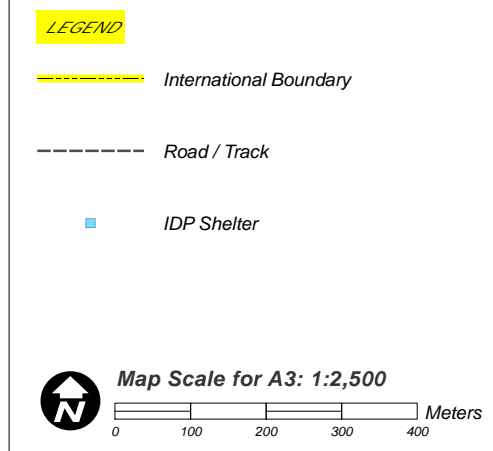 LEGEND
International Boundary
Road / Track
IDP Shelter
Map Scale for A3: 1:2,500
N
Meters
0 100 200 300 400